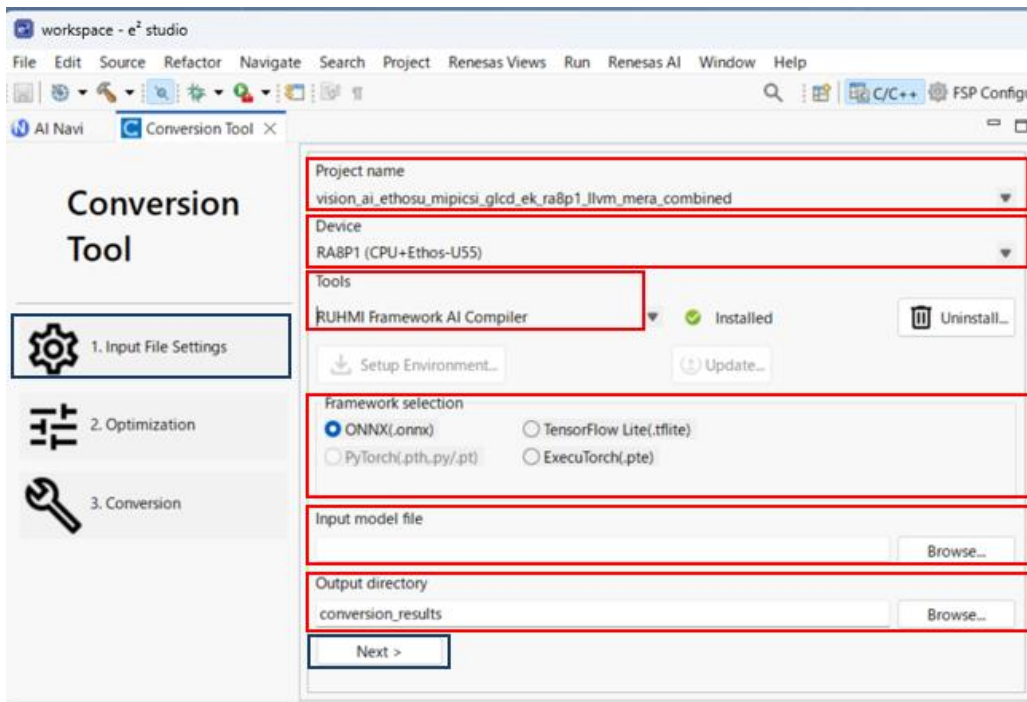 workspace - e² studio
File Edit Source Refactor Navigate Search Project Renesas Views Run Renesas AI Window Help
C/C++ FSP Configu
AI Navi Conversion Tool
Conversion
Tool
1. Input File Settings
2. Optimization
3. Conversion
Project name
vision_ai_ethosu_mipicsi_glcd_ek_ra8p1_llvm_mera_combined
Device
RA8P1 (CPU+Ethos-U55)
Tools
RUHMI Framework AI Compiler Installed Uninstall...
Setup Environment... Update...
Framework selection
ONNX(.onnx) TensorFlow Lite(.tflite)
PyTorch(.pth,.py/.pt) ExecuTorch(.pte)
Input model file
Browse...
Output directory
conversion_results Browse...
Next >